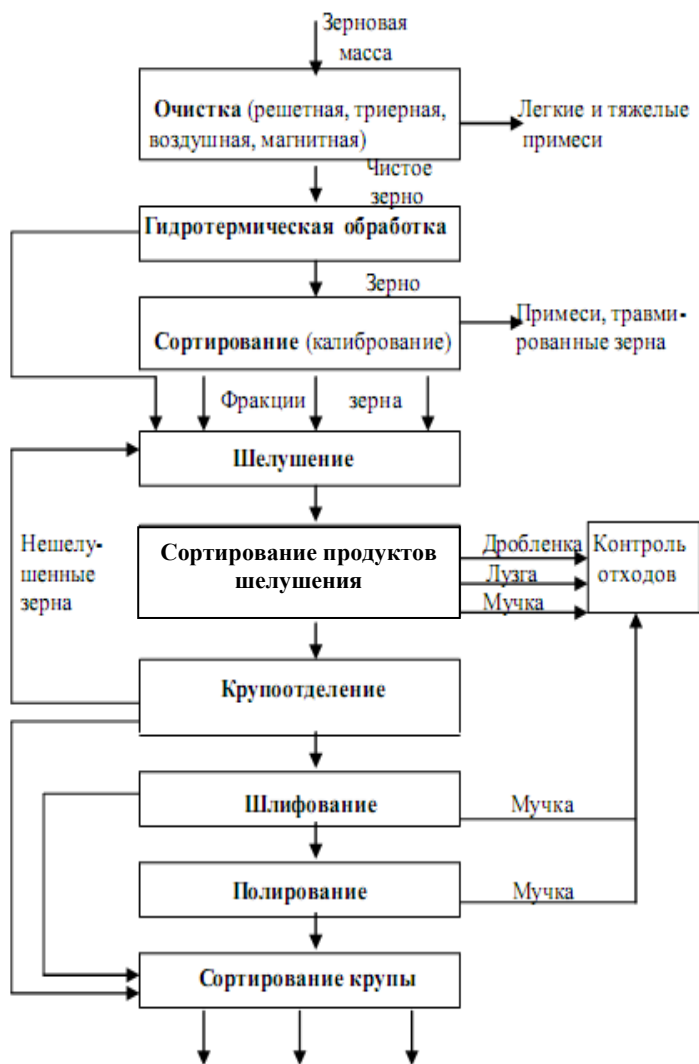 Зерновая
масса
Очистка (решетная, триерная,
воздушная, магнитная)
Легкие и тяжелые
примеси
Чистое
зерно
Гидротермическая обработка
Зерно
Сортирование (калибрование)
Примеси, травми-
рованные зерна
Фракции зерна
Шелушение
Нешелу-
шенные
зерна
Сортирование продуктов
шелушения
Дробленка
Лузга
Мучка
Контроль
отходов
Крупоотделение
Шлифование
Мучка
Полирование
Мучка
Сортирование крупы